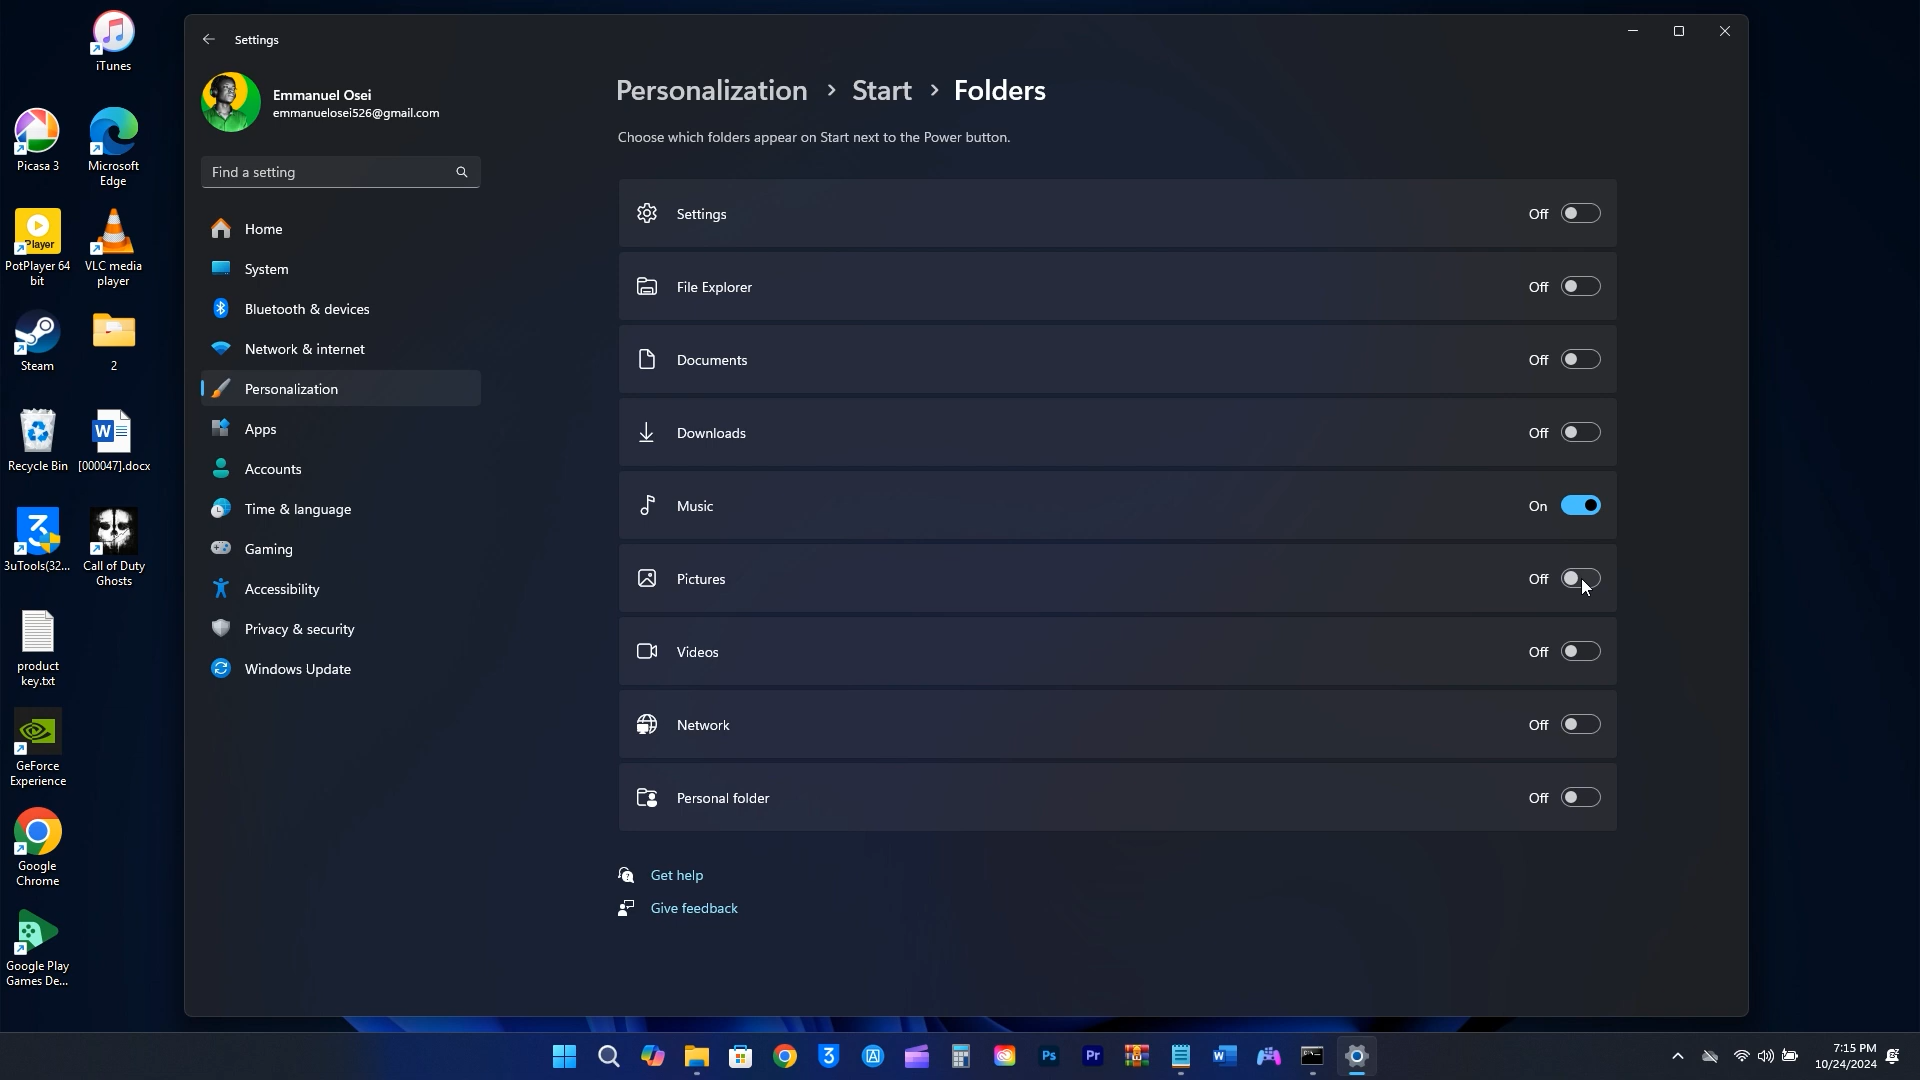 iTunes
Picasa 3
Microsoft
Edge
Player
PotPlayer 64
bit
VLC media
player
Steam
2
Recycle Bin
[000047].docx
3uTools(32...
Call of Duty
Ghosts
product
key.txt
GeForce
Experience
Google
Chrome
Google Play
Games De...
Settings
Emmanuel Osei
emmanuelosei526@gmail.com
Find a setting
Home
System
Bluetooth & devices
Network & internet
Personalization
Apps
Accounts
Time & language
Gaming
Accessibility
Privacy & security
Windows Update
Personalization > Start > Folders
Choose which folders appear on Start next to the Power button.
Settings Off
File Explorer Off
Documents Off
Downloads Off
Music On
Pictures Off
Videos Off
Network Off
Personal folder Off
Get help
Give feedback
Ps
Pr
7:15 PM
10/24/2024